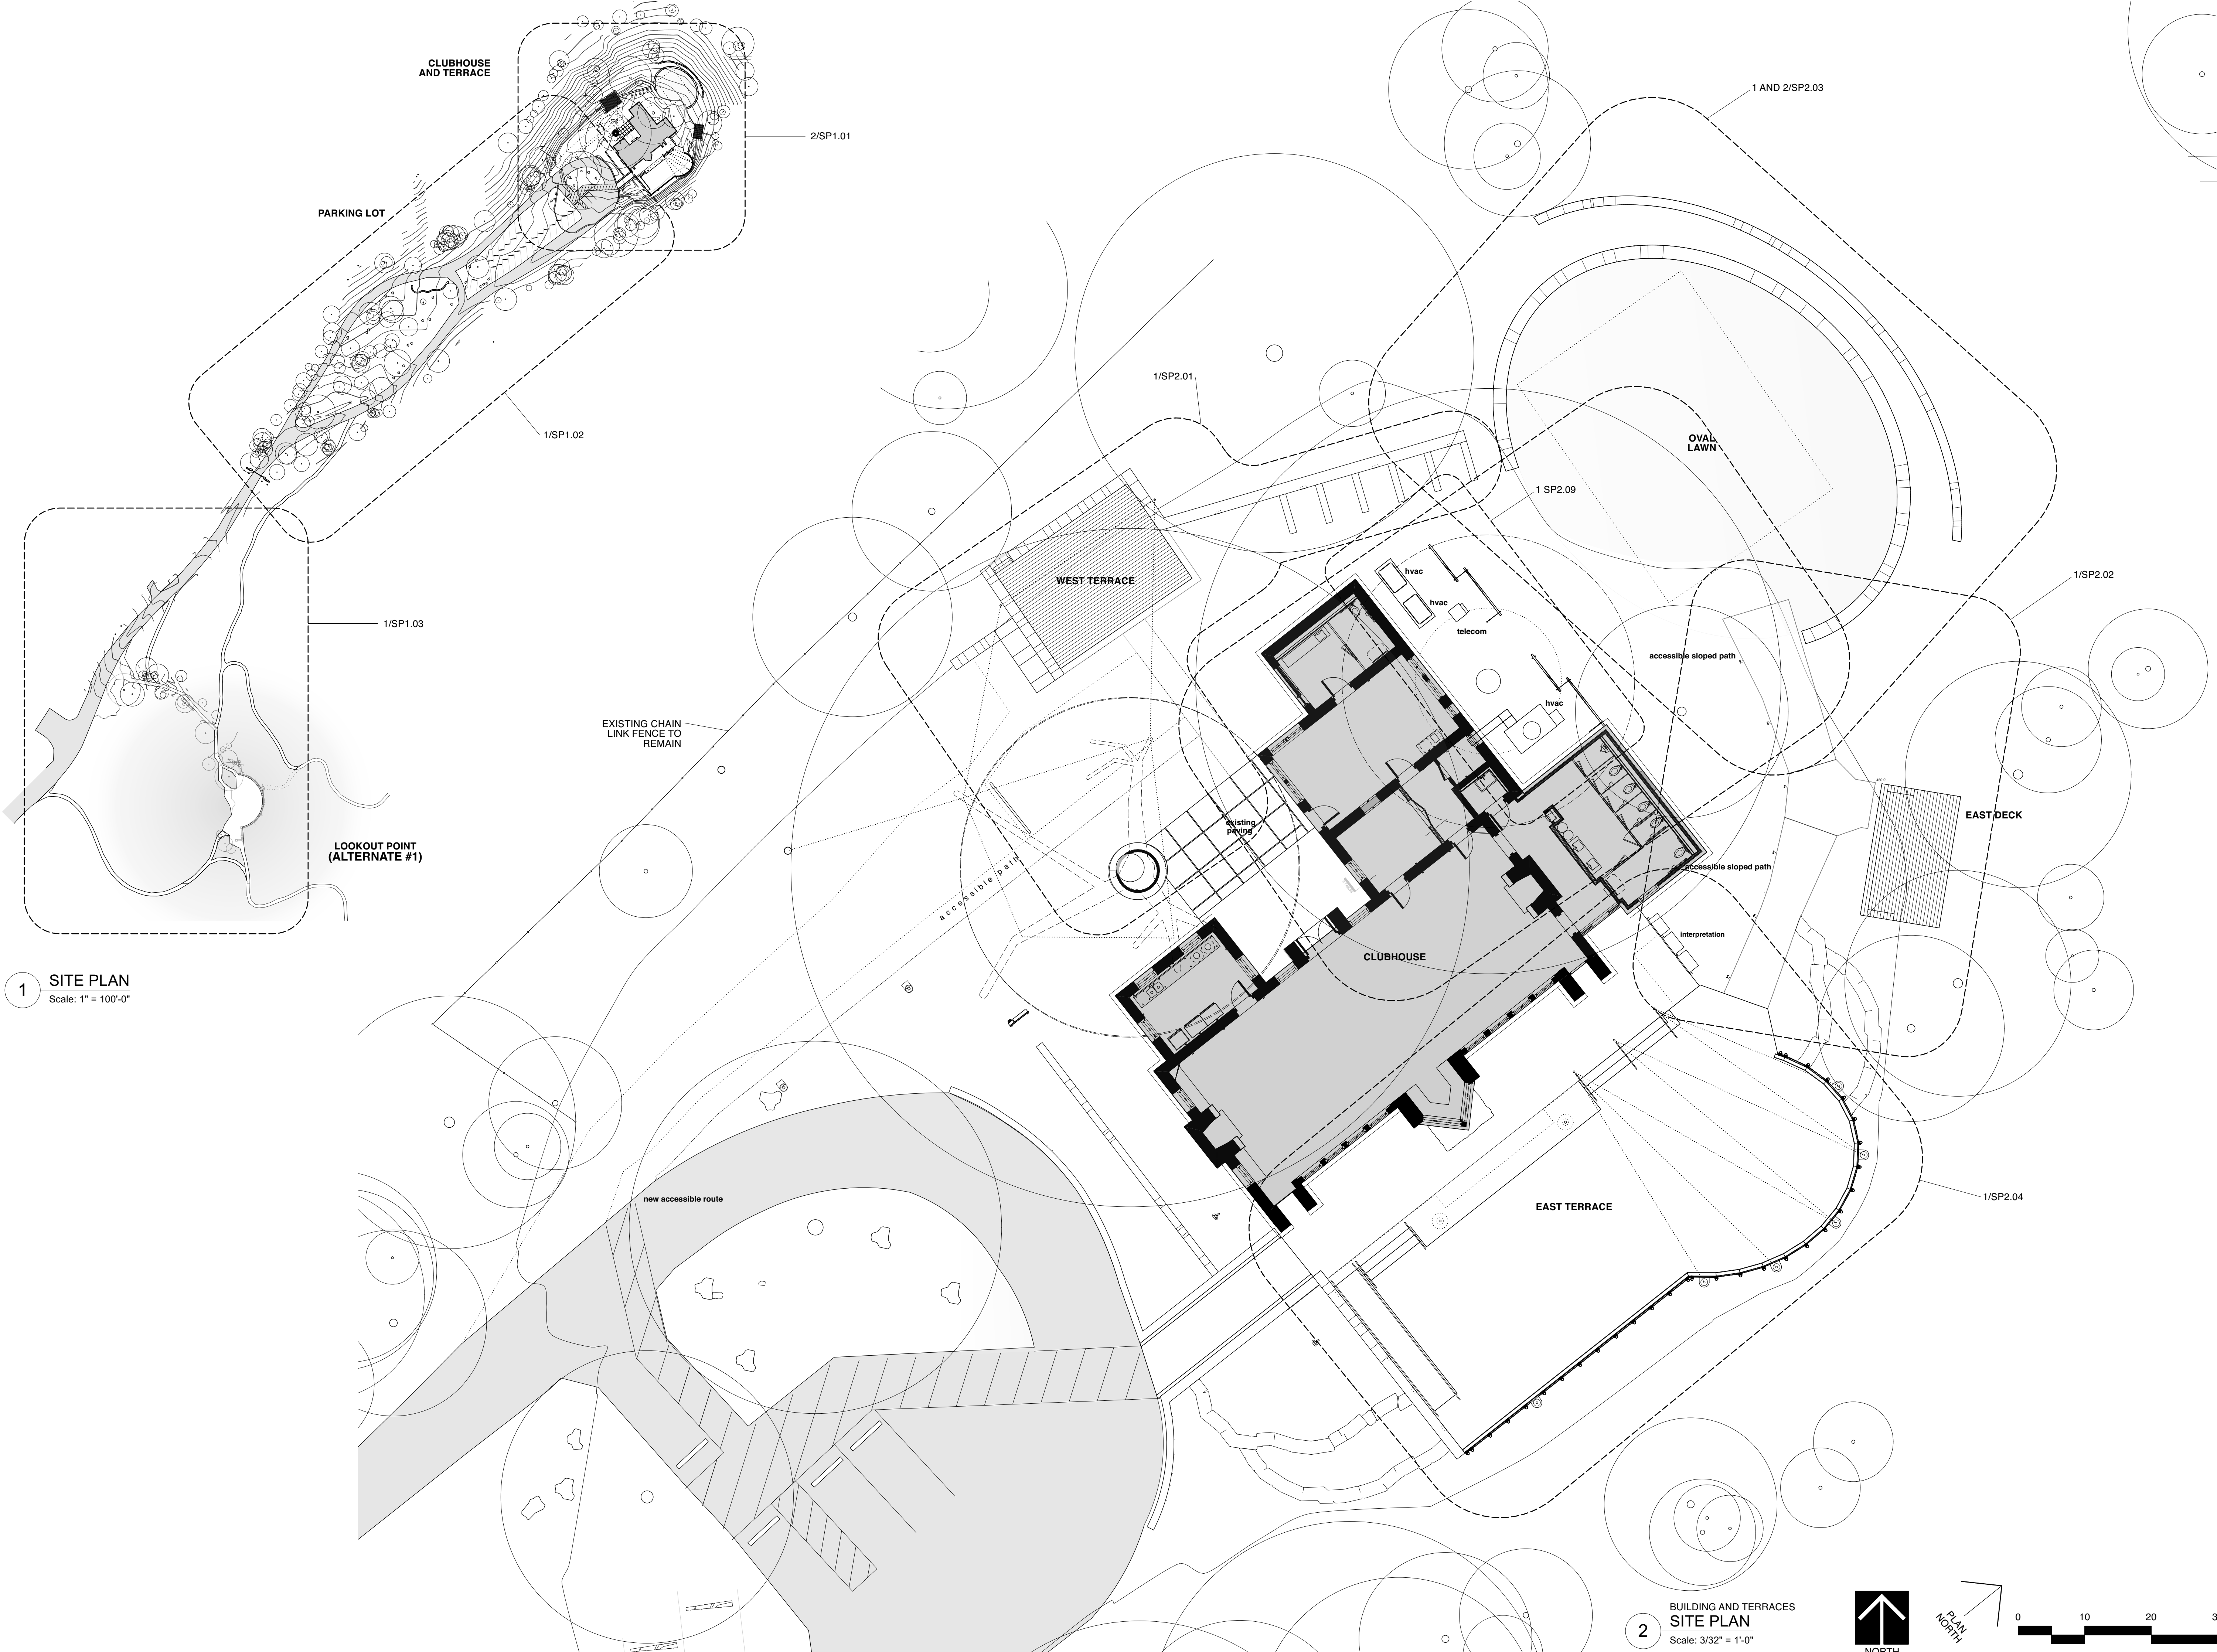 CLUBHOUSE
AND TERRACE
2/SP1.01
PARKING LOT
1/SP1.02
1/SP1.03
LOOKOUT POINT
(ALTERNATE #1)
1
SITE PLAN
Scale: 1" = 100'-0"
1 AND 2/SP2.03
1/SP2.01
OVAL
LAWN
1 SP2.09
WEST TERRACE
hvac
hvac
telecom
1/SP2.02
accessible sloped path
hvac
EXISTING CHAIN
LINK FENCE TO
REMAIN
existing
paving
EAST DECK
accessible path
accessible sloped path
interpretation
CLUBHOUSE
new accessible route
EAST TERRACE
1/SP2.04
2
BUILDING AND TERRACES
SITE PLAN
Scale: 3/32" = 1'-0"
NORTH
PLAN
NORTH
0 10 20